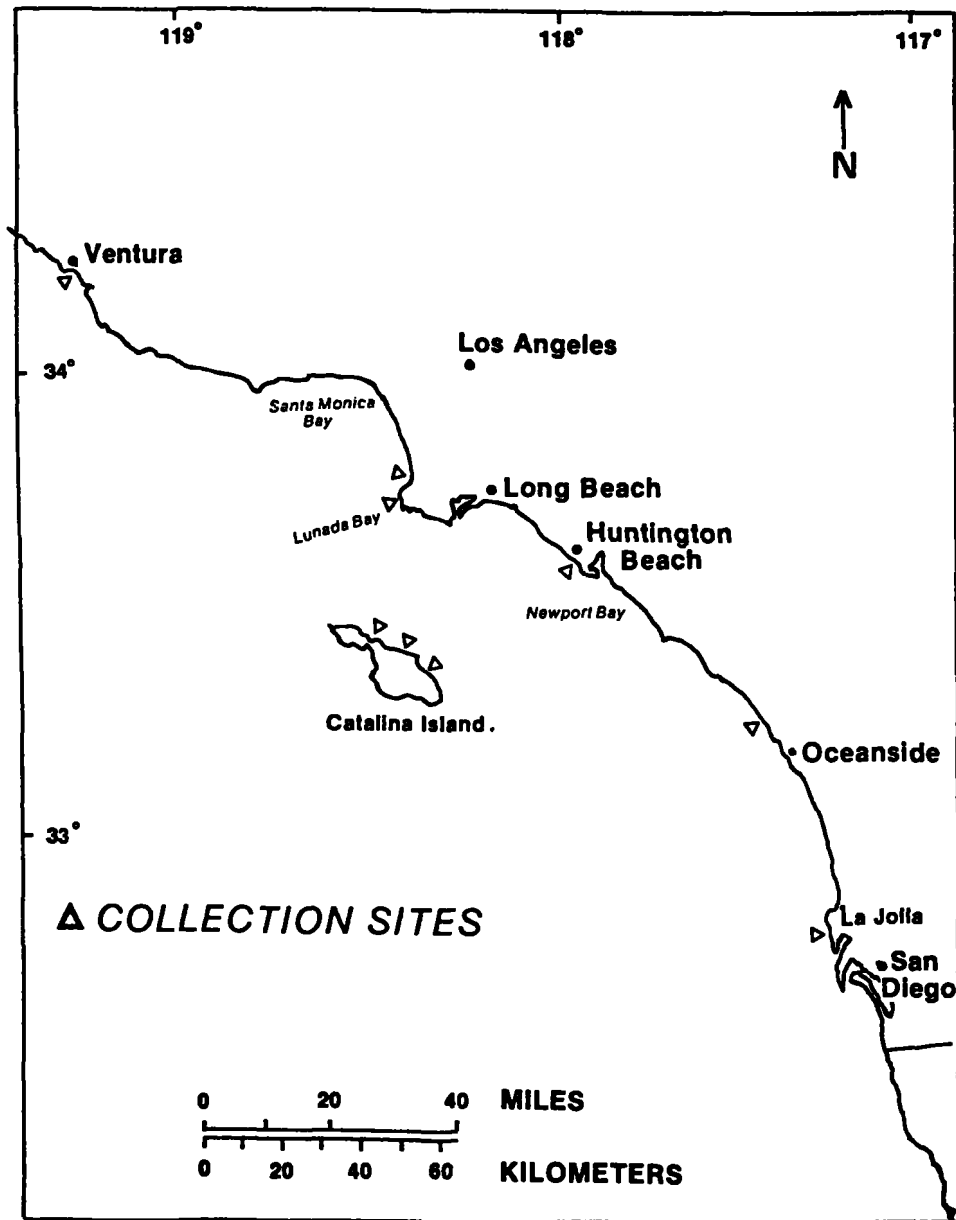 119°
118°
117°
N
Ventura
Los Angeles
34°
Santa Monica
Bay
Long Beach
Lunada Bay
Huntington
Beach
Newport Bay
Catalina Island.
Oceanside
33°
COLLECTION SITES
La Jolla
San
Diego
0 20 40 MILES
0 20 40 60 KILOMETERS